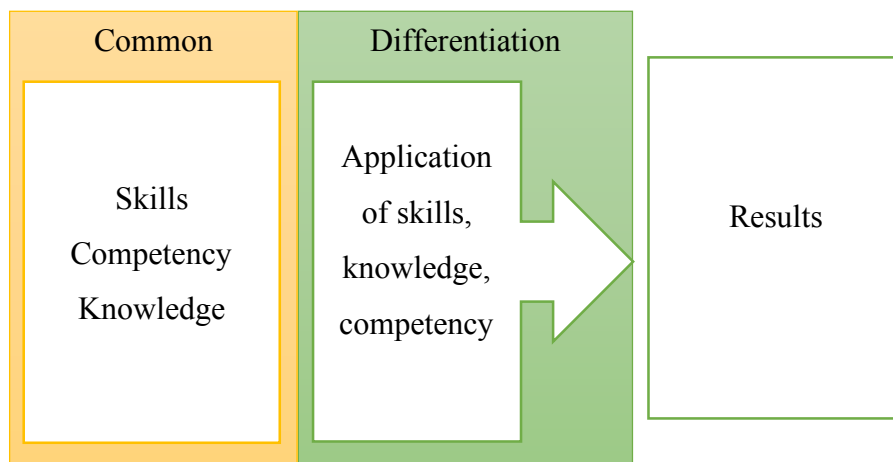 Common
Skills
Competency
Knowledge
Differentiation
Application
of skills,
knowledge,
competency
Results